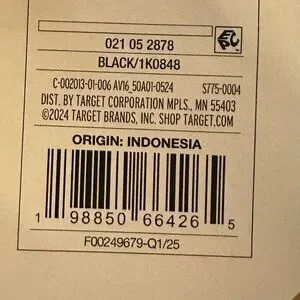 EPC
021 05 2878
BLACK/1K0848
C-002013-01-006 AV16_50A01-0524 S775-0004
DIST. BY TARGET CORPORATION MPLS., MN 55403
©2024 TARGET BRANDS, INC. SHOP TARGET.COM
ORIGIN: INDONESIA
1 98850 66426 5
F00249679-Q1/25